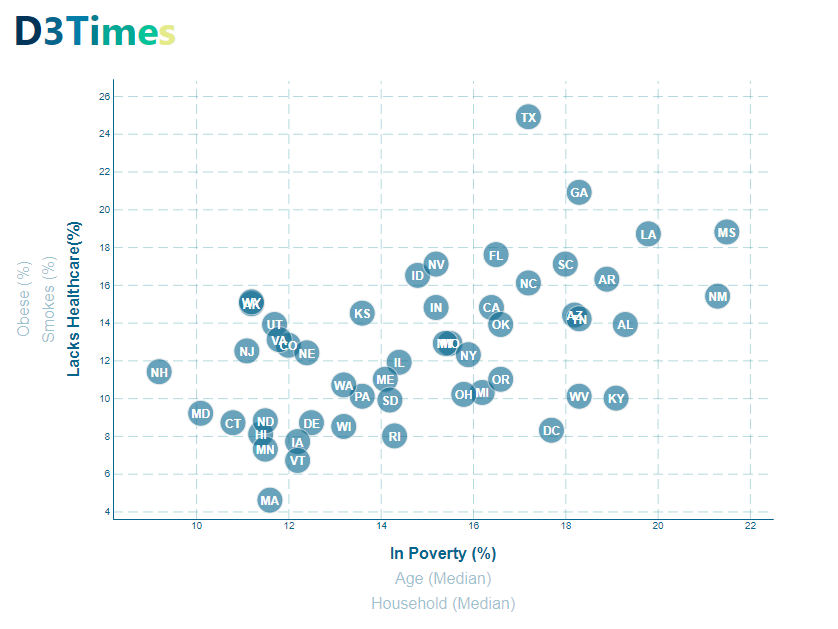 D3Times
26
24
22
20
18
16
14
12
10
8
6
4
Obese (%)
Smokes (%)
Lacks Healthcare(%)
TX
GA
LA
MS
FL
NV
SC
ID
NC
AR
NM
AK
KS
IN
CA
OK
AZ
TN
AL
UT
VA
CO
NJ
NE
NY
NH
IL
WA
ME
PA
SD
OR
OH
MI
WV
KY
MD
CT
ND
DE
WI
HI
RI
DC
MN
IA
VT
MA
10
12
14
16
18
20
22
In Poverty (%)
Age (Median)
Household (Median)